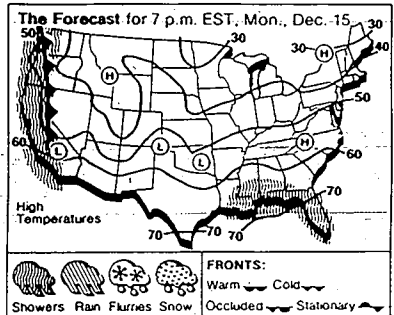 The Forecast for 7 p.m. EST, Mon., Dec. 15
50
30
30
30
40
50
60
60
70
70
70
70
H
H
H
L
L
L
High
Temperatures
Showers Rain Flurries Snow
FRONTS:
Warm Cold
Occluded Stationary